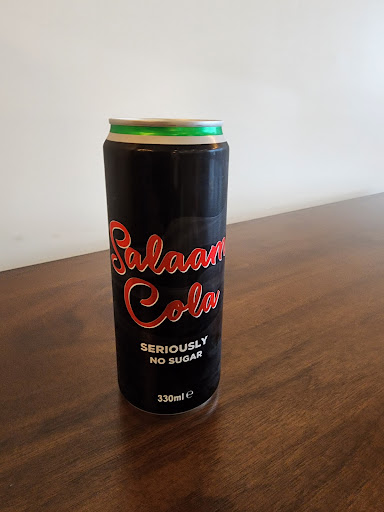 Salaam
Cola
SERIOUSLY
NO SUGAR
330ml ℮